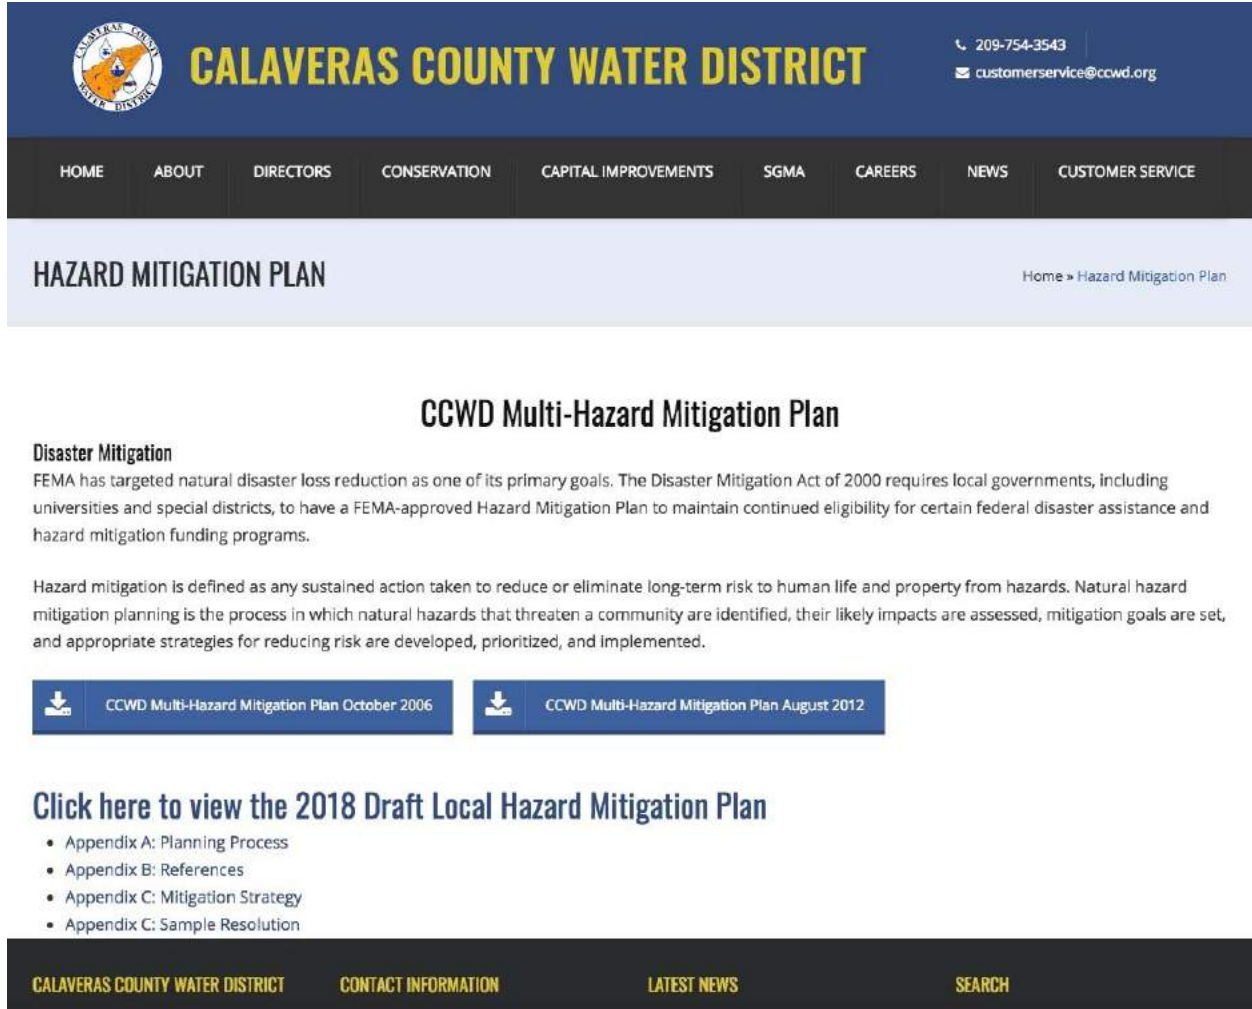 CALAVERAS COUNTY
WATER DISTRICT
CALAVERAS COUNTY WATER DISTRICT
209-754-3543
customerservice@ccwd.org
HOME ABOUT DIRECTORS CONSERVATION CAPITAL IMPROVEMENTS SGMA CAREERS NEWS CUSTOMER SERVICE
HAZARD MITIGATION PLAN
Home » Hazard Mitigation Plan
CCWD Multi-Hazard Mitigation Plan
Disaster Mitigation
FEMA has targeted natural disaster loss reduction as one of its primary goals. The Disaster Mitigation Act of 2000 requires local governments, including
universities and special districts, to have a FEMA-approved Hazard Mitigation Plan to maintain continued eligibility for certain federal disaster assistance and
hazard mitigation funding programs.
Hazard mitigation is defined as any sustained action taken to reduce or eliminate long-term risk to human life and property from hazards. Natural hazard
mitigation planning is the process in which natural hazards that threaten a community are identified, their likely impacts are assessed, mitigation goals are set,
and appropriate strategies for reducing risk are developed, prioritized, and implemented.
CCWD Multi-Hazard Mitigation Plan October 2006
CCWD Multi-Hazard Mitigation Plan August 2012
Click here to view the 2018 Draft Local Hazard Mitigation Plan
• Appendix A: Planning Process
• Appendix B: References
• Appendix C: Mitigation Strategy
• Appendix C: Sample Resolution
CALAVERAS COUNTY WATER DISTRICT CONTACT INFORMATION LATEST NEWS SEARCH